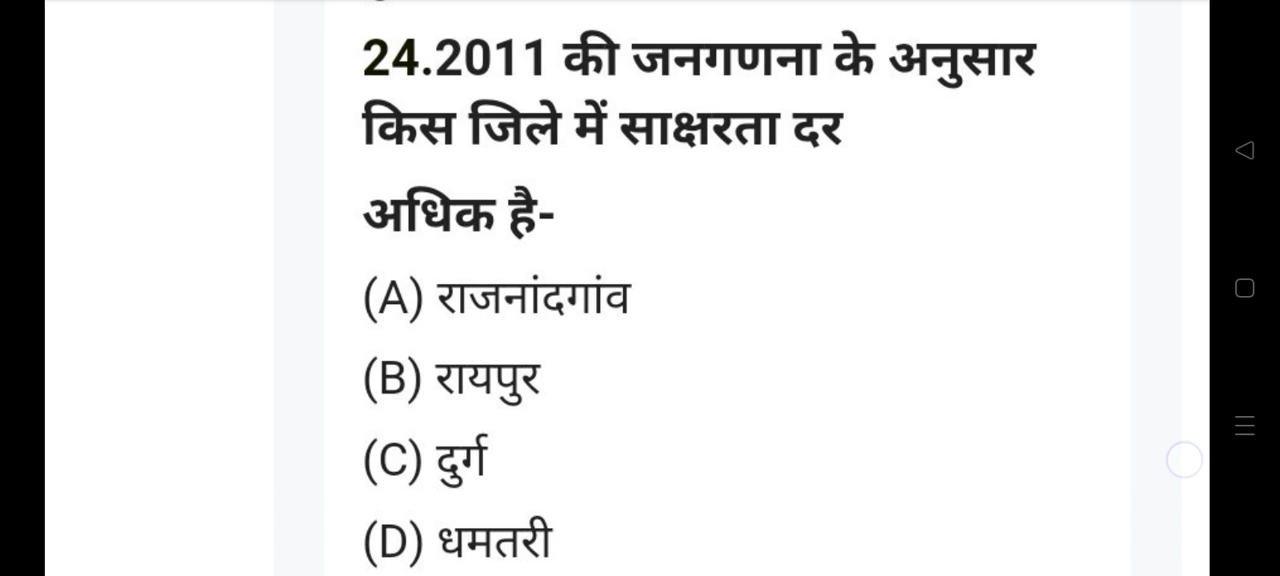 24.2011 की जनगणना के अनुसार
किस जिले में साक्षरता दर
अधिक है-
(A) राजनांदगांव
(B) रायपुर
(C) दुर्ग
(D) धमतरी